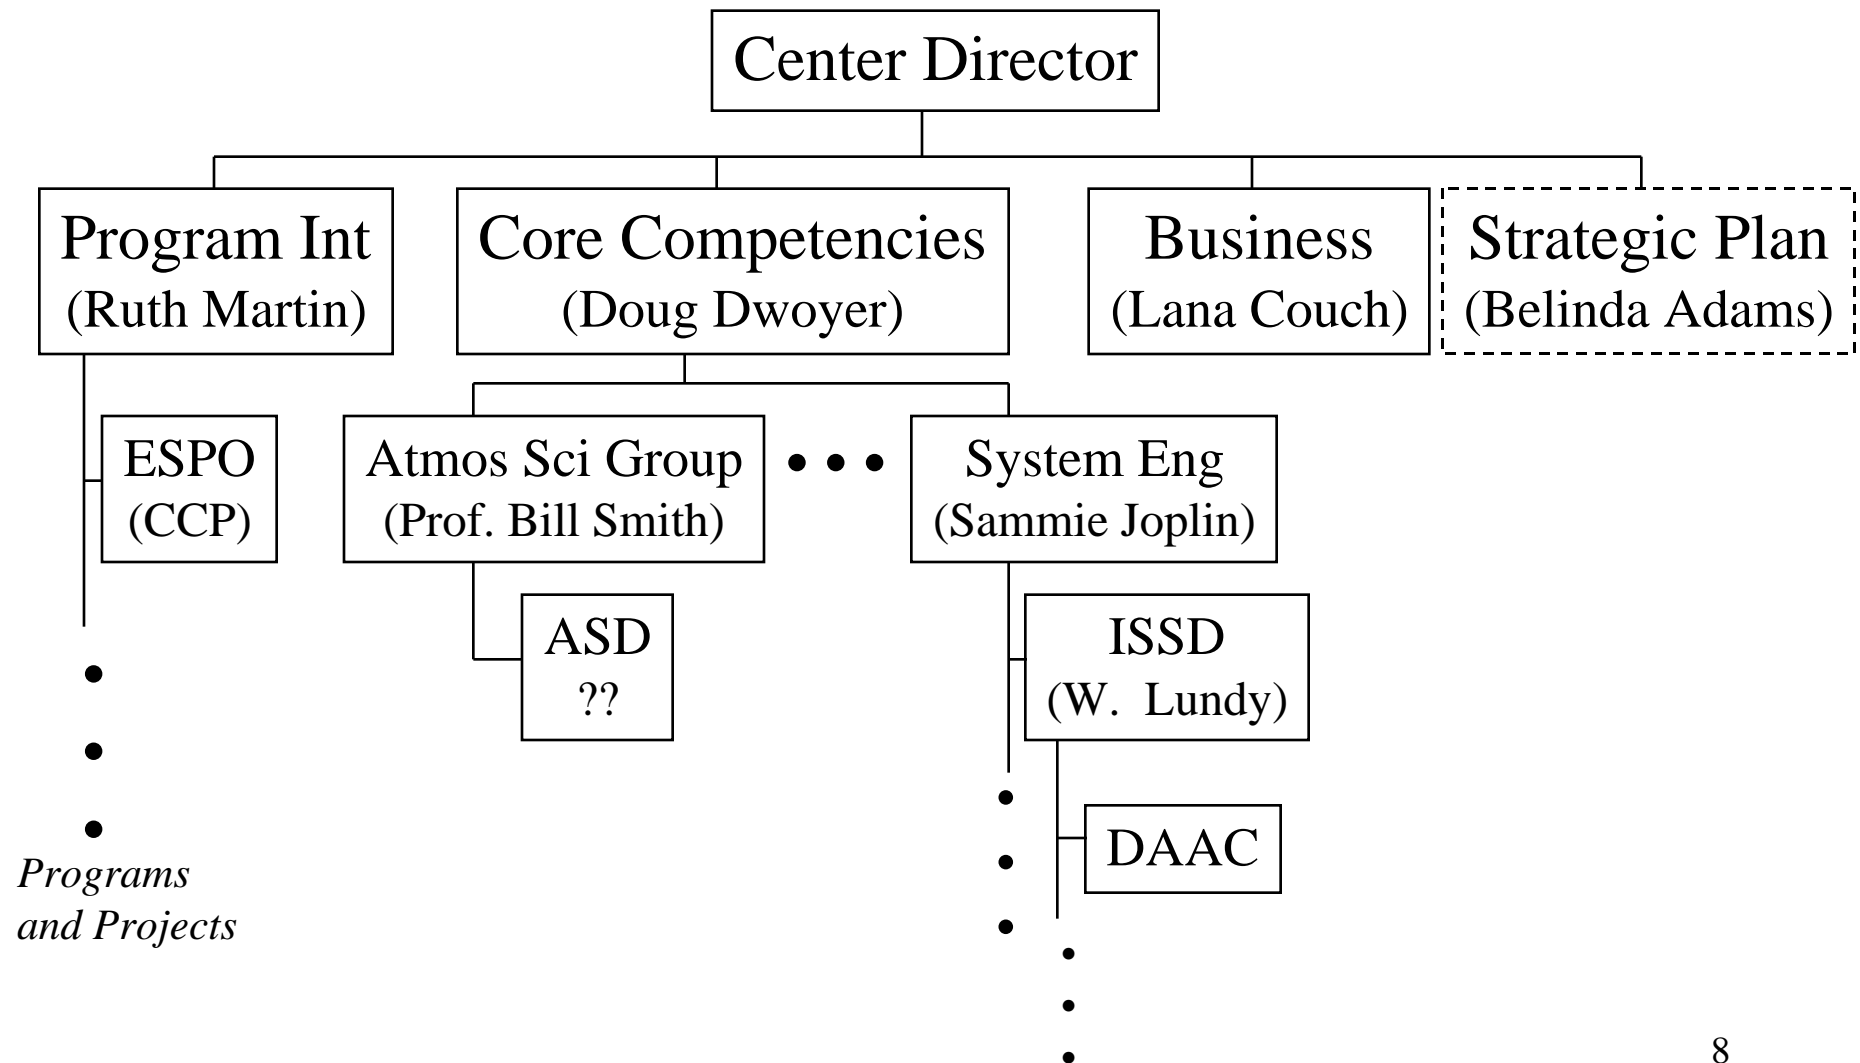 Center Director
Program Int
(Ruth Martin)
Core Competencies
(Doug Dwoyer)
Business
(Lana Couch)
Strategic Plan
(Belinda Adams)
ESPO
(CCP)
Atmos Sci Group
(Prof. Bill Smith)
• • •
System Eng
(Sammie Joplin)
ASD
??
ISSD
(W. Lundy)
DAAC
Programs
and Projects
8